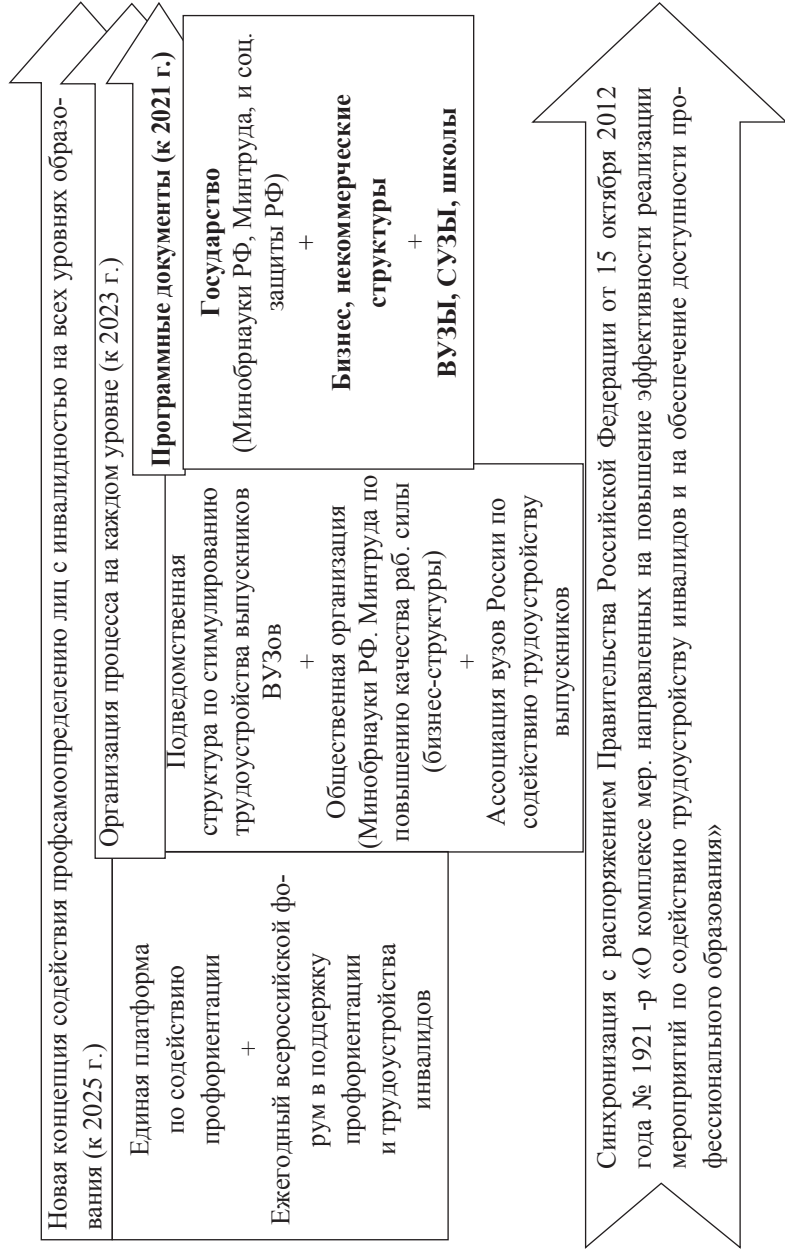 Новая концепция содействия профсамоопределению лиц с инвалидностью на всех уровнях образо-
вания (к 2025 г.)
Единая платформа
по содействию
профориентации
+
Ежегодный всероссийской фо-
рум в поддержку
профориентации
и трудоустройства
инвалидов
Организация процесса на каждом уровне (к 2023 г.)
Подведомственная
структура по стимулированию
трудоустройства выпускников
ВУЗов
+
Общественная организация
(Минобрнауки РФ. Минтруда по
повышению качества раб. силы
(бизнес-структуры)
+
Ассоциация вузов России по
содействию трудоустройству
выпускников
Программные документы (к 2021 г.)
Государство
(Минобрнауки РФ, Минтруда, и соц.
защиты РФ)
+
Бизнес, некоммерческие
структуры
+
ВУЗЫ, СУЗЫ, школы
Синхронизация с распоряжением Правительства Российской Федерации от 15 октября 2012
года № 1921 -р «О комплексе мер. направленных на повышение эффективности реализации
мероприятий по содействию трудоустройству инвалидов и на обеспечение доступности про-
фессионального образования»